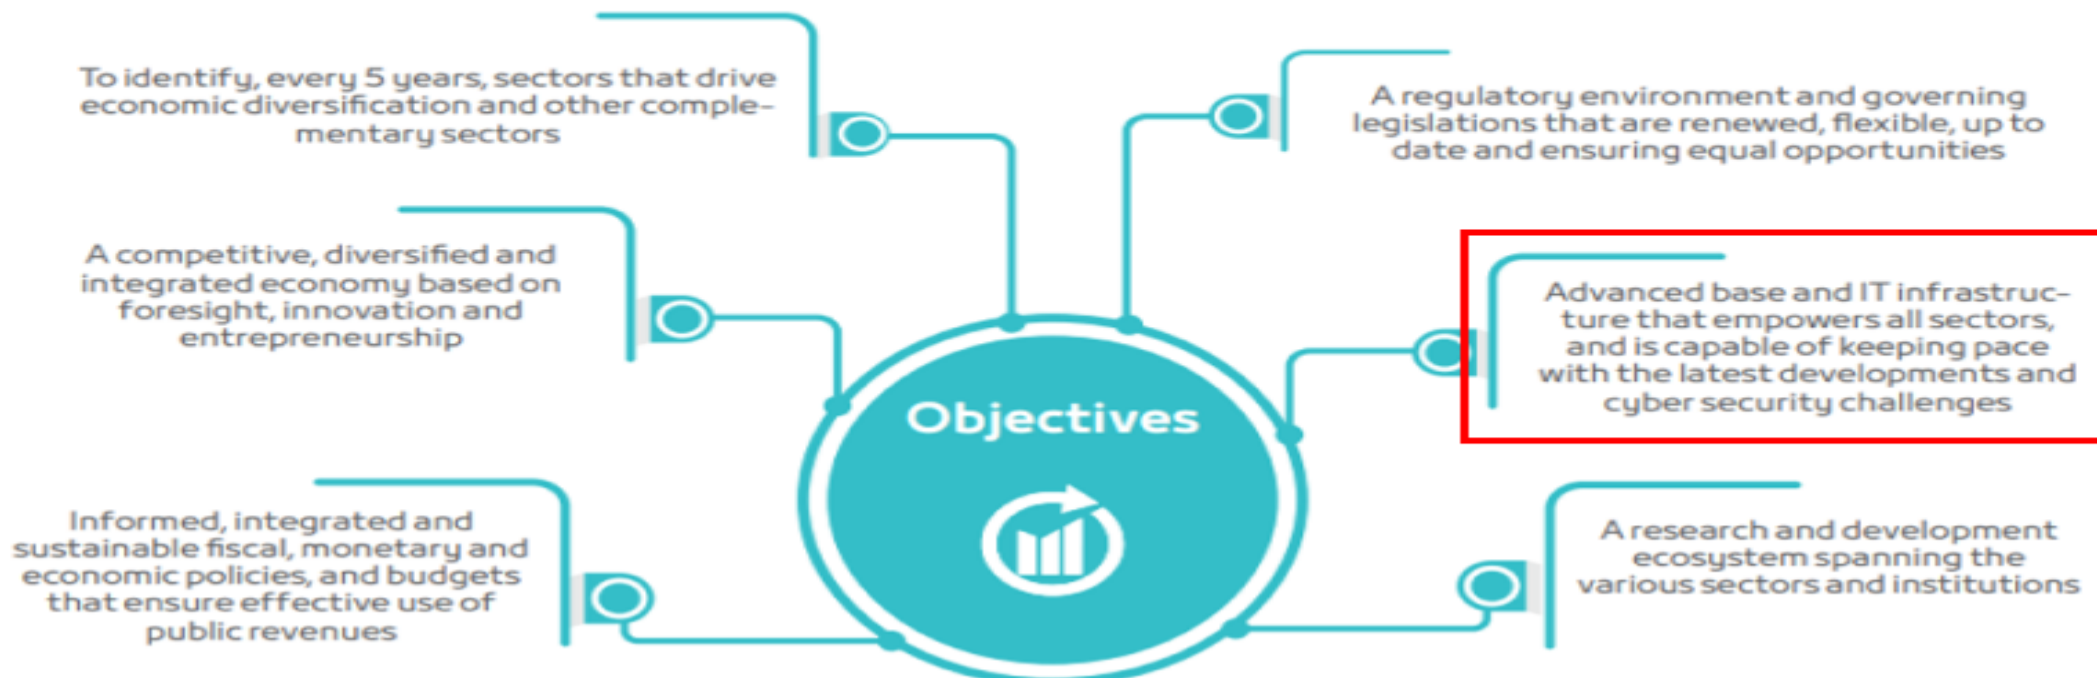 To identify, every 5 years, sectors that drive
economic diversification and other comple-
mentary sectors
A competitive, diversified and
integrated economy based on
foresight, innovation and
entrepreneurship
Informed, integrated and
sustainable fiscal, monetary and
economic policies, and budgets
that ensure effective use of
public revenues
Objectives
A regulatory environment and governing
legislations that are renewed, flexible, up to
date and ensuring equal opportunities
Advanced base and IT infrastruc-
ture that empowers all sectors,
and is capable of keeping pace
with the latest developments and
cyber security challenges
A research and development
ecosystem spanning the
various sectors and institutions